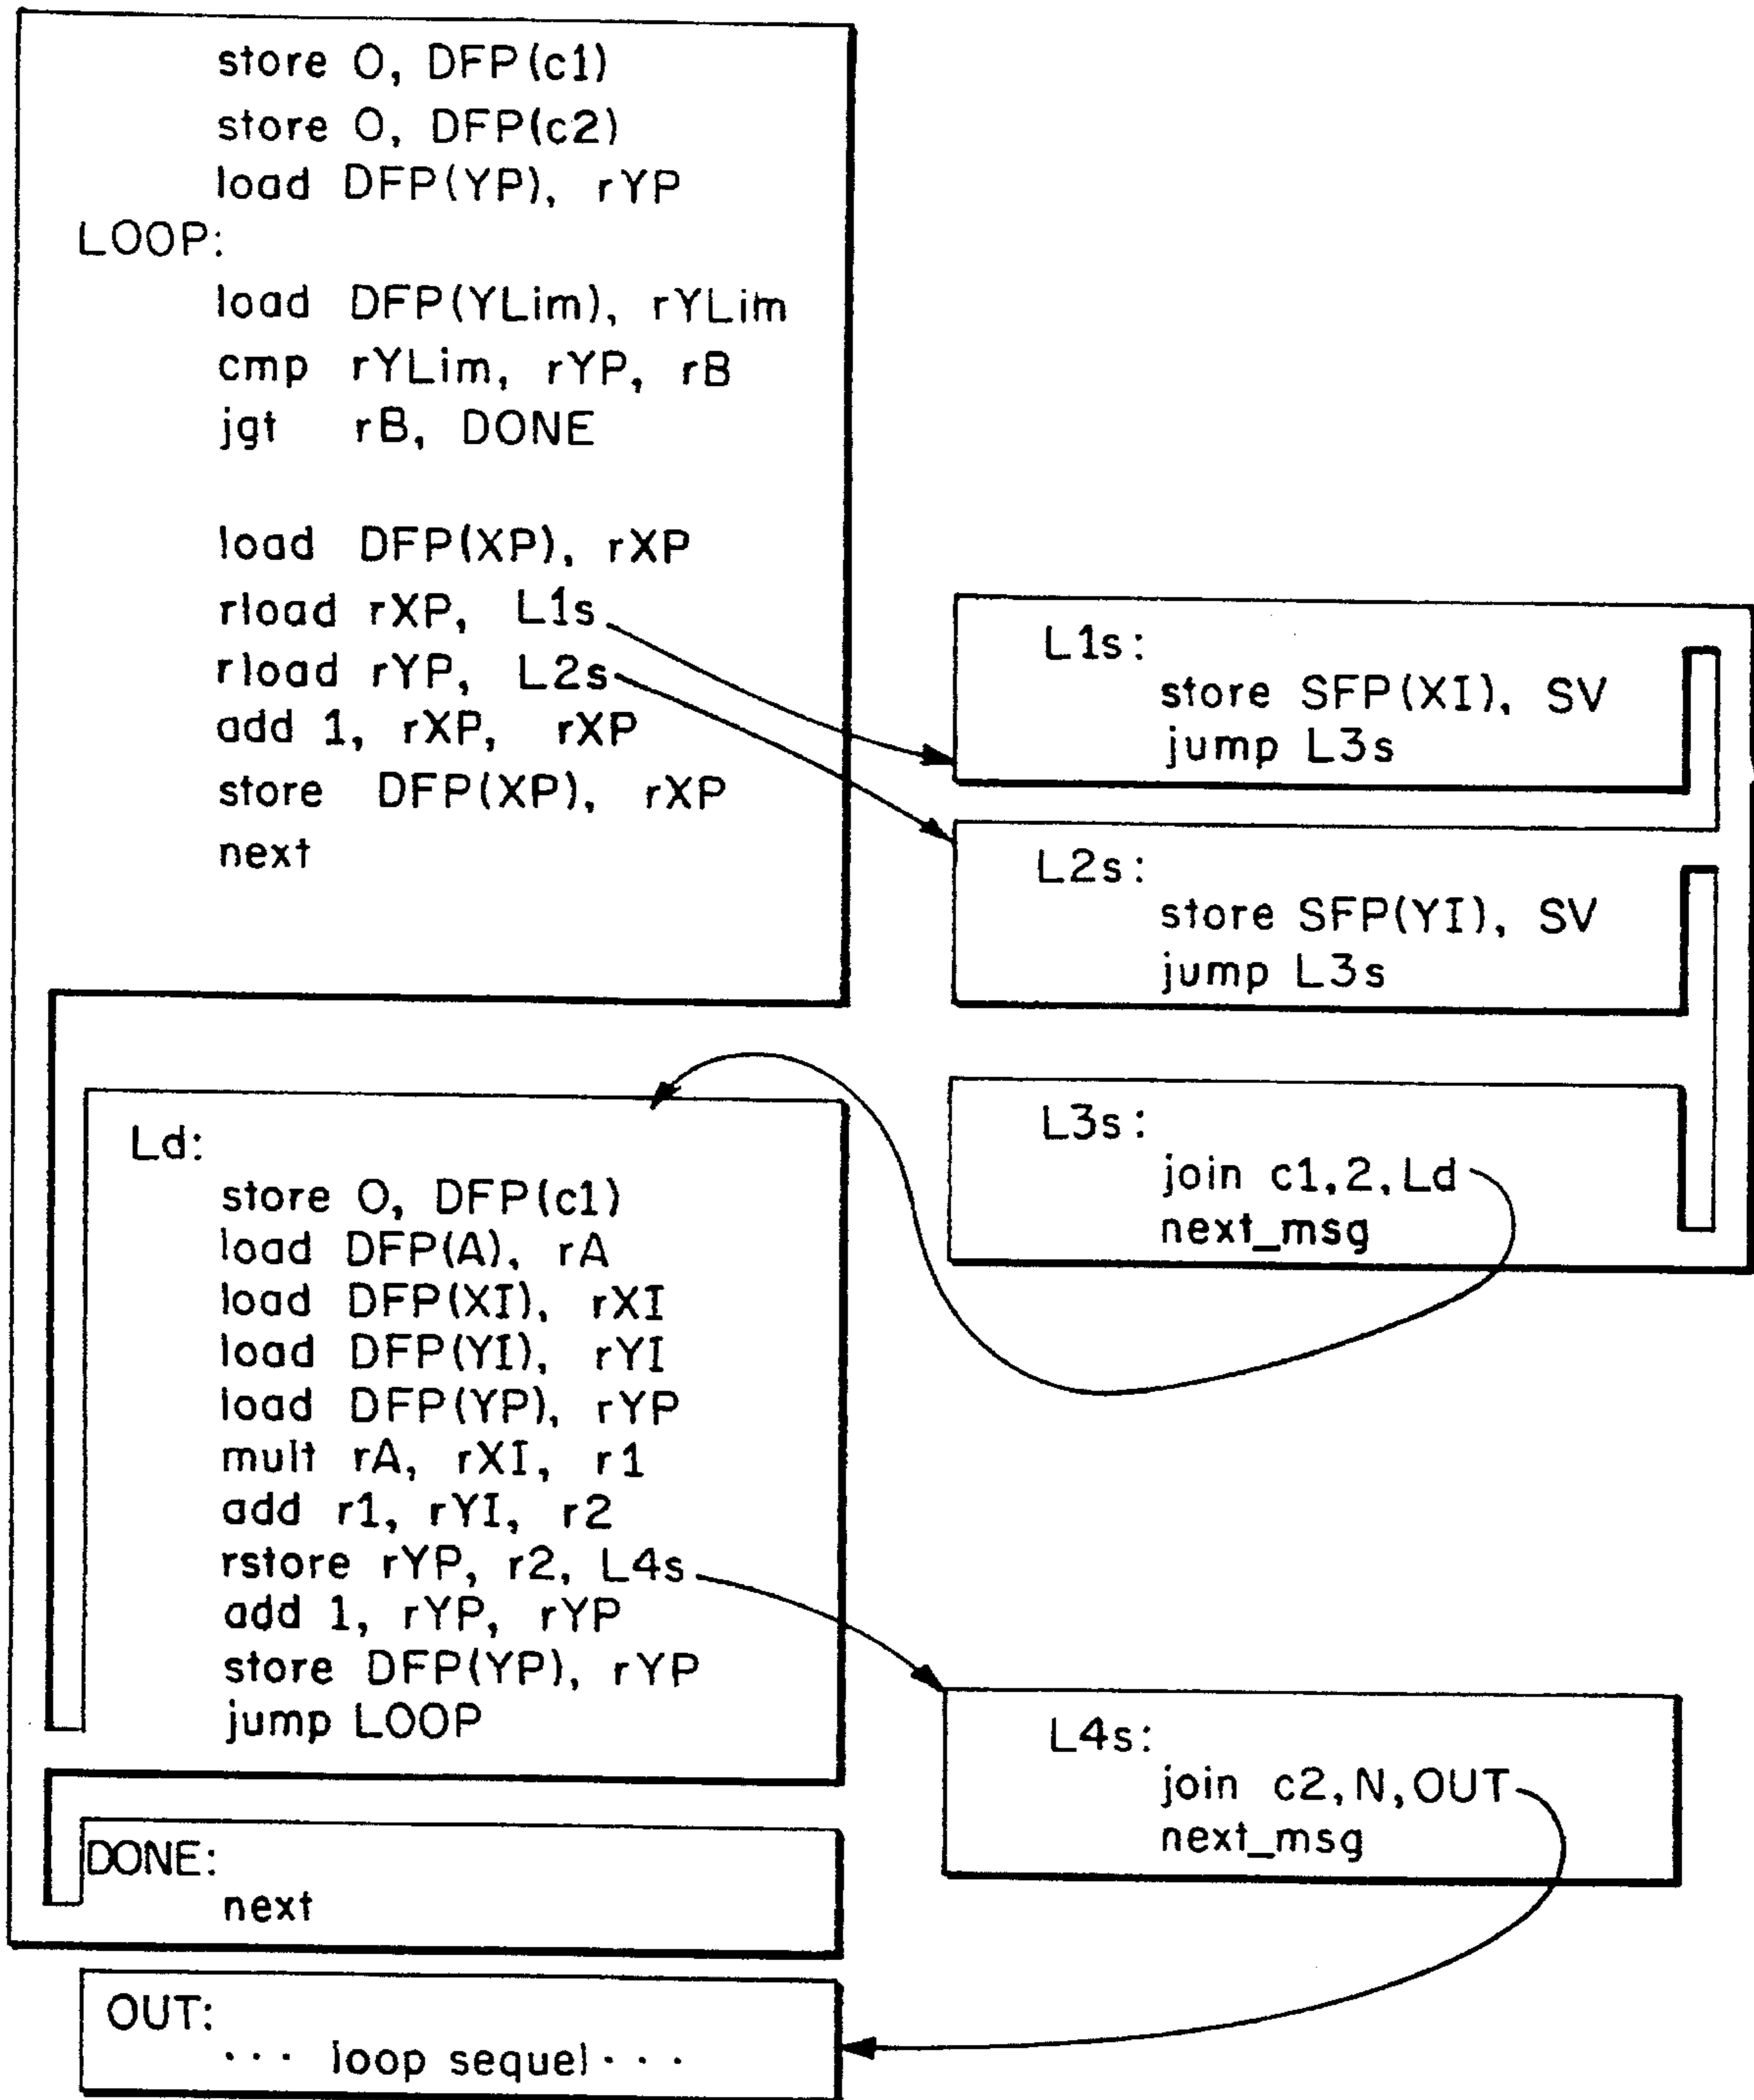 store 0, DFP(c1)
store 0, DFP(c2)
load DFP(YP), rYP
LOOP:
load DFP(YLim), rYLim
cmp rYLim, rYP, rB
jgt rB, DONE
load DFP(XP), rXP
rload rXP, L1s
rload rYP, L2s
add 1, rXP, rXP
store DFP(XP), rXP
next
L1s:
store SFP(XI), SV
jump L3s
L2s:
store SFP(YI), SV
jump L3s
L3s:
join c1,2,Ld
next_msg
Ld:
store 0, DFP(c1)
load DFP(A), rA
load DFP(XI), rXI
load DFP(YI), rYI
load DFP(YP), rYP
mult rA, rXI, r1
add r1, rYI, r2
rstore rYP, r2, L4s
add 1, rYP, rYP
store DFP(YP), rYP
jump LOOP
L4s:
join c2,N,OUT
next_msg
DONE:
next
OUT:
... loop sequel ...